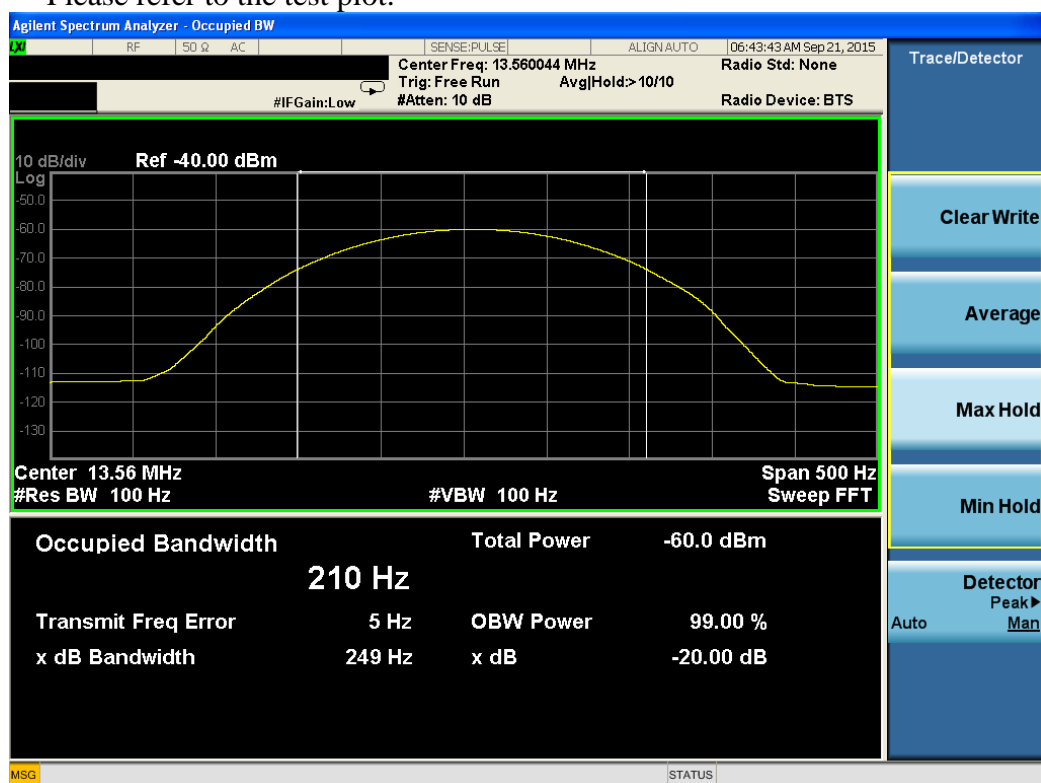 Please refer to the test plot.
Agilent Spectrum Analyzer - Occupied BW
LXI RF 50 Ω AC SENSE:PULSE ALIGN AUTO 06:43:43 AM Sep 21, 2015
Center Freq: 13.560044 MHz Radio Std: None
Trig: Free Run Avg|Hold:>10/10
#IFGain:Low #Atten: 10 dB Radio Device: BTS
Trace/Detector
10 dB/div Ref -40.00 dBm
Log
-50.0
-60.0
-70.0
-80.0
-90.0
-100
-110
-120
-130
Center 13.56 MHz Span 500 Hz
#Res BW 100 Hz #VBW 100 Hz Sweep FFT
Occupied Bandwidth Total Power -60.0 dBm
210 Hz
Transmit Freq Error 5 Hz OBW Power 99.00 %
x dB Bandwidth 249 Hz x dB -20.00 dB
Clear Write
Average
Max Hold
Min Hold
Detector
Peak▶
Auto Man
MSG STATUS